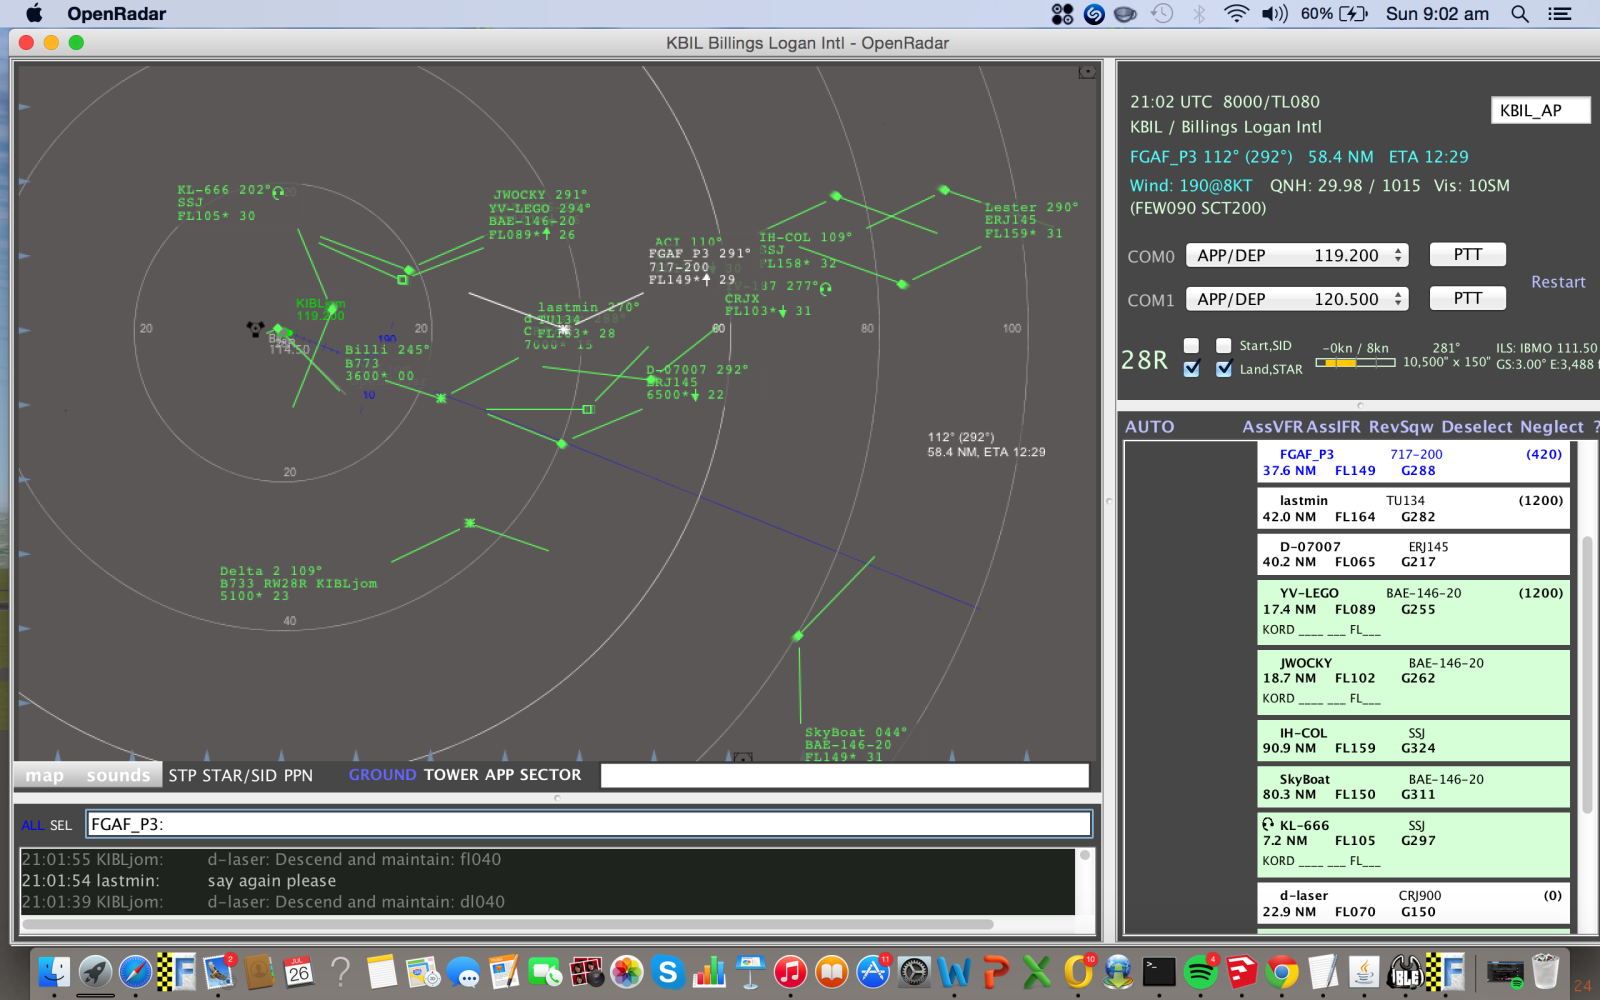 OpenRadar
60%
Sun 9:02 am
KBIL Billings Logan Intl - OpenRadar
KL-666 202°
SSJ
FL105* 30
JWOCKY 291°
YV-LEGO 294°
BAE-146-20
FL089* 26
ACT 110°
FGAF_P3 291°
717-200
FL149* 29
IH-COL 109°
SSJ
FL158* 32
Lester 290°
ERJ145
FL159* 31
277°
CRJX
FL103* 31
KIBLjom
119.200
114.50
20
20
60
80
100
190
10
20
40
lastmin 270°
TU134
FL163* 28
7000* 15
Billi 245°
B773
3600* 00
D-07007 292°
ERJ145
6500* 22
112° (292°)
58.4 NM, ETA 12:29
Delta 2 109°
B733 RW28R KIBLjom
5100* 23
SkyBoat 044°
BAE-146-20
FL149* 31
map sounds STP STAR/SID PPN GROUND TOWER APP SECTOR
ALL SEL FGAF_P3:
21:01:55 KIBLjom: d-laser: Descend and maintain: fl040
21:01:54 lastmin: say again please
21:01:39 KIBLjom: d-laser: Descend and maintain: dl040
21:02 UTC 8000/TL080
KBIL_AP
KBIL / Billings Logan Intl
FGAF_P3 112° (292°) 58.4 NM ETA 12:29
Wind: 190@8KT QNH: 29.98 / 1015 Vis: 10SM
(FEW090 SCT200)
COM0 APP/DEP 119.200 PTT
COM1 APP/DEP 120.500 PTT
Restart
28R
Start,SID
Land,STAR
-0kn / 8kn
281°
10,500" x 150'
ILS: IBMO 111.50
GS:3.00° E:3,488 f
AUTO AssVFR AssIFR RevSqw Deselect Neglect ?
FGAF_P3 717-200 (420)
37.6 NM FL149 G288
lastmin TU134 (1200)
42.0 NM FL164 G282
D-07007 ERJ145
40.2 NM FL065 G217
YV-LEGO BAE-146-20 (1200)
17.4 NM FL089 G255
KORD ____ ___ FL___
JWOCKY BAE-146-20
18.7 NM FL102 G262
KORD ____ ___ FL___
IH-COL SSJ
90.9 NM FL159 G324
SkyBoat BAE-146-20
80.3 NM FL150 G311
KL-666 SSJ
7.2 NM FL105 G297
KORD ____ ___ FL___
d-laser CRJ900 (0)
22.9 NM FL070 G150
2
JUL
26
4
11
10
4
24